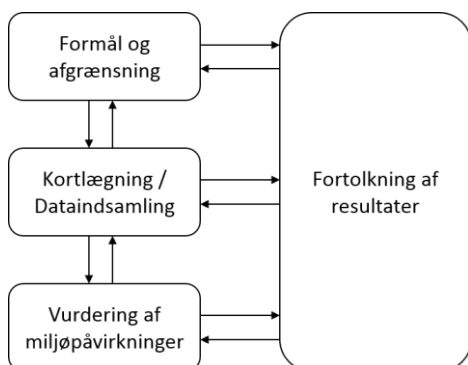 Formål og
afgrænsning
Kortlægning /
Dataindsamling
Vurdering af
miljøpåvirkninger
Fortolkning af
resultater